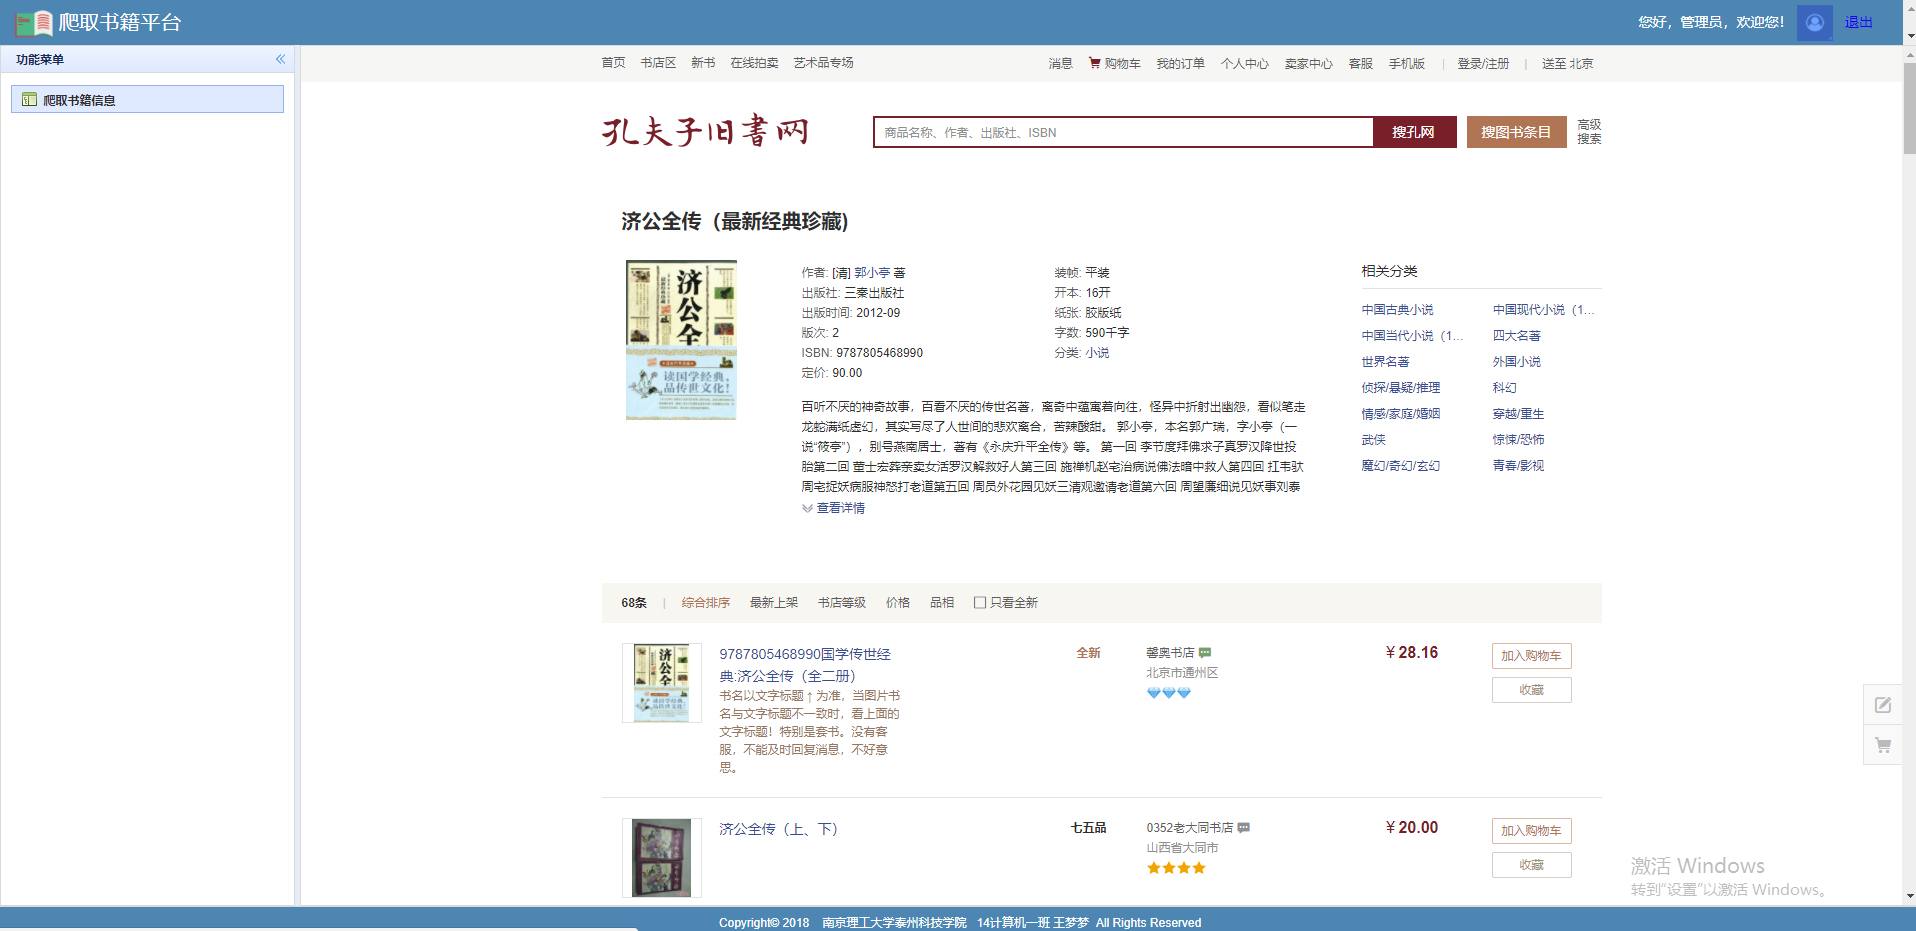 爬取书籍平台
您好，管理员，欢迎您！
退出
功能菜单
爬取书籍信息
首页 书店区 新书 在线拍卖 艺术品专场
消息 购物车 我的订单 个人中心 卖家中心 客服 手机版 | 登录/注册 | 送至 北京
孔夫子旧書网
商品名称、作者、出版社、ISBN
搜孔网
搜图书条目
高级
搜索
济公全传（最新经典珍藏）
济公全
读国学经典，
品传世文化！
作者: [清] 郭小亭 著
出版社: 三秦出版社
出版时间: 2012-09
版次: 2
ISBN: 9787805468990
定价: 90.00
装帧: 平装
开本: 16开
纸张: 胶版纸
字数: 590千字
分类: 小说
百听不厌的神奇故事，百看不厌的传世名著，离奇中蕴寓着向往，怪异中折射出幽怨，看似笔走
龙蛇满纸虚幻，其实写尽了人世间的悲欢离合，苦辣酸甜。 郭小亭，本名郭广瑞，字小亭（一
说“筱亭”），别号燕南居士，著有《永庆升平全传》等。 第一回 李节度拜佛求子真罗汉降世投
胎第二回 董士宏葬亲卖女活罗汉解救好人第三回 施禅机赵宅治病说佛法暗中救人第四回 扛韦驮
周宅捉妖病服神怒打老道第五回 周员外花园见妖三清观邀请老道第六回 周望廉细说见妖事刘泰
查看详情
相关分类
中国古典小说 中国现代小说（1...
中国当代小说（1... 四大名著
世界名著 外国小说
侦探/悬疑/推理 科幻
情感/家庭/婚姻 穿越/重生
武侠 惊悚/恐怖
魔幻/奇幻/玄幻 青春/影视
68条 | 综合排序 最新上架 书店等级 价格 品相 只看全新
济公全
9787805468990国学传世经
典:济公全传（全二册）
书名以文字标题↑为准，当图片书
名与文字标题不一致时，看上面的
文字标题！特别是套书。没有客
服，不能及时回复消息，不好意
思。
全新
馨奥书店
北京市通州区
¥ 28.16
加入购物车
收藏
济公全传（上、下）
七五品
0352老大同书店
山西省大同市
¥ 20.00
加入购物车
收藏
激活 Windows
转到“设置”以激活 Windows。
Copyright© 2018 南京理工大学泰州科技学院 14计算机一班 王梦梦 All Rights Reserved